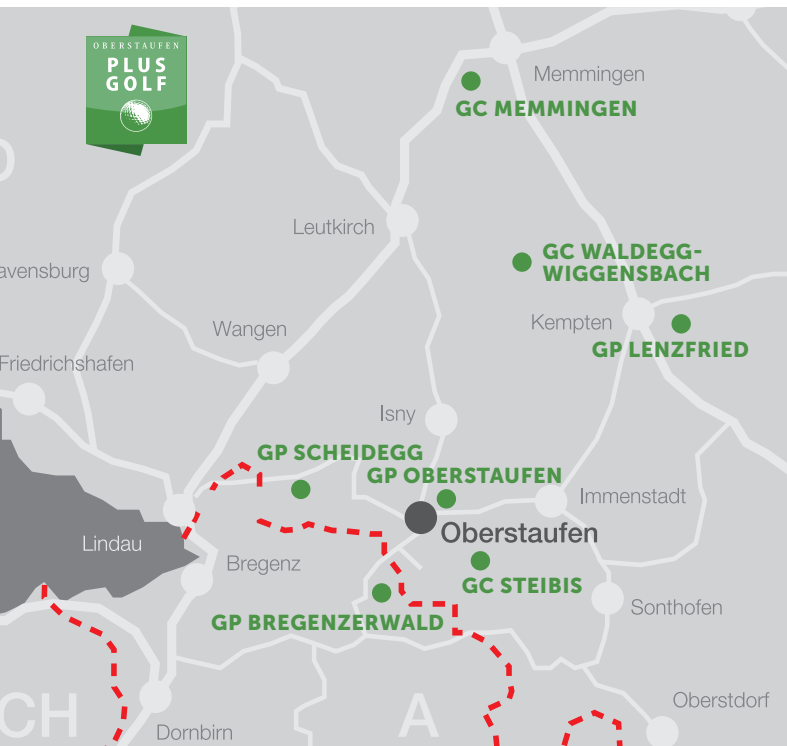 OBERSTAUFEN
PLUS
GOLF
Memmingen
GC MEMMINGEN
D
Leutkirch
GC WALDEGG-
WIGGENSBACH
avensburg
Kempten
GP LENZFRIED
Wangen
Friedrichshafen
Isny
GP SCHEIDEGG
GP OBERSTAUFEN
Immenstadt
Oberstaufen
Lindau
Bregenz
GC STEIBIS
Sonthofen
GP BREGENZERWALD
Oberstdorf
CH
A
Dornbirn